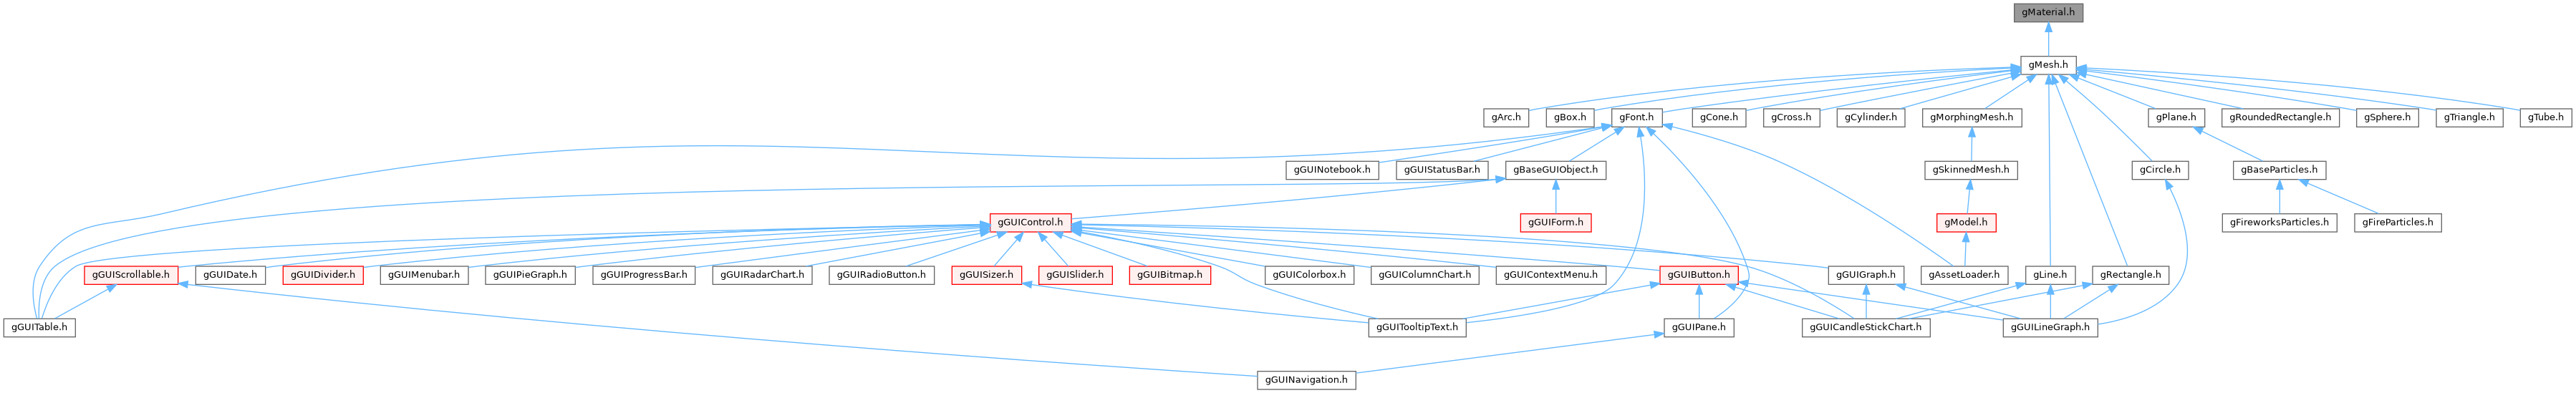 gMaterial.h
gMesh.h
gArc.h
gBox.h
gFont.h
gCone.h
gCross.h
gCylinder.h
gMorphingMesh.h
gPlane.h
gRoundedRectangle.h
gSphere.h
gTriangle.h
gTube.h
gGUINotebook.h
gGUIStatusBar.h
gBaseGUIObject.h
gSkinnedMesh.h
gCircle.h
gBaseParticles.h
gGUIControl.h
gGUIForm.h
gModel.h
gFireworksParticles.h
gFireParticles.h
gGUIScrollable.h
gGUIDate.h
gGUIDivider.h
gGUIMenubar.h
gGUIPieGraph.h
gGUIProgressBar.h
gGUIRadarChart.h
gGUIRadioButton.h
gGUISizer.h
gGUISlider.h
gGUIBitmap.h
gGUIColorbox.h
gGUIColumnChart.h
gGUIContextMenu.h
gGUIButton.h
gGUIGraph.h
gAssetLoader.h
gLine.h
gRectangle.h
gGUITable.h
gGUITooltipText.h
gGUIPane.h
gGUICandleStickChart.h
gGUILineGraph.h
gGUINavigation.h